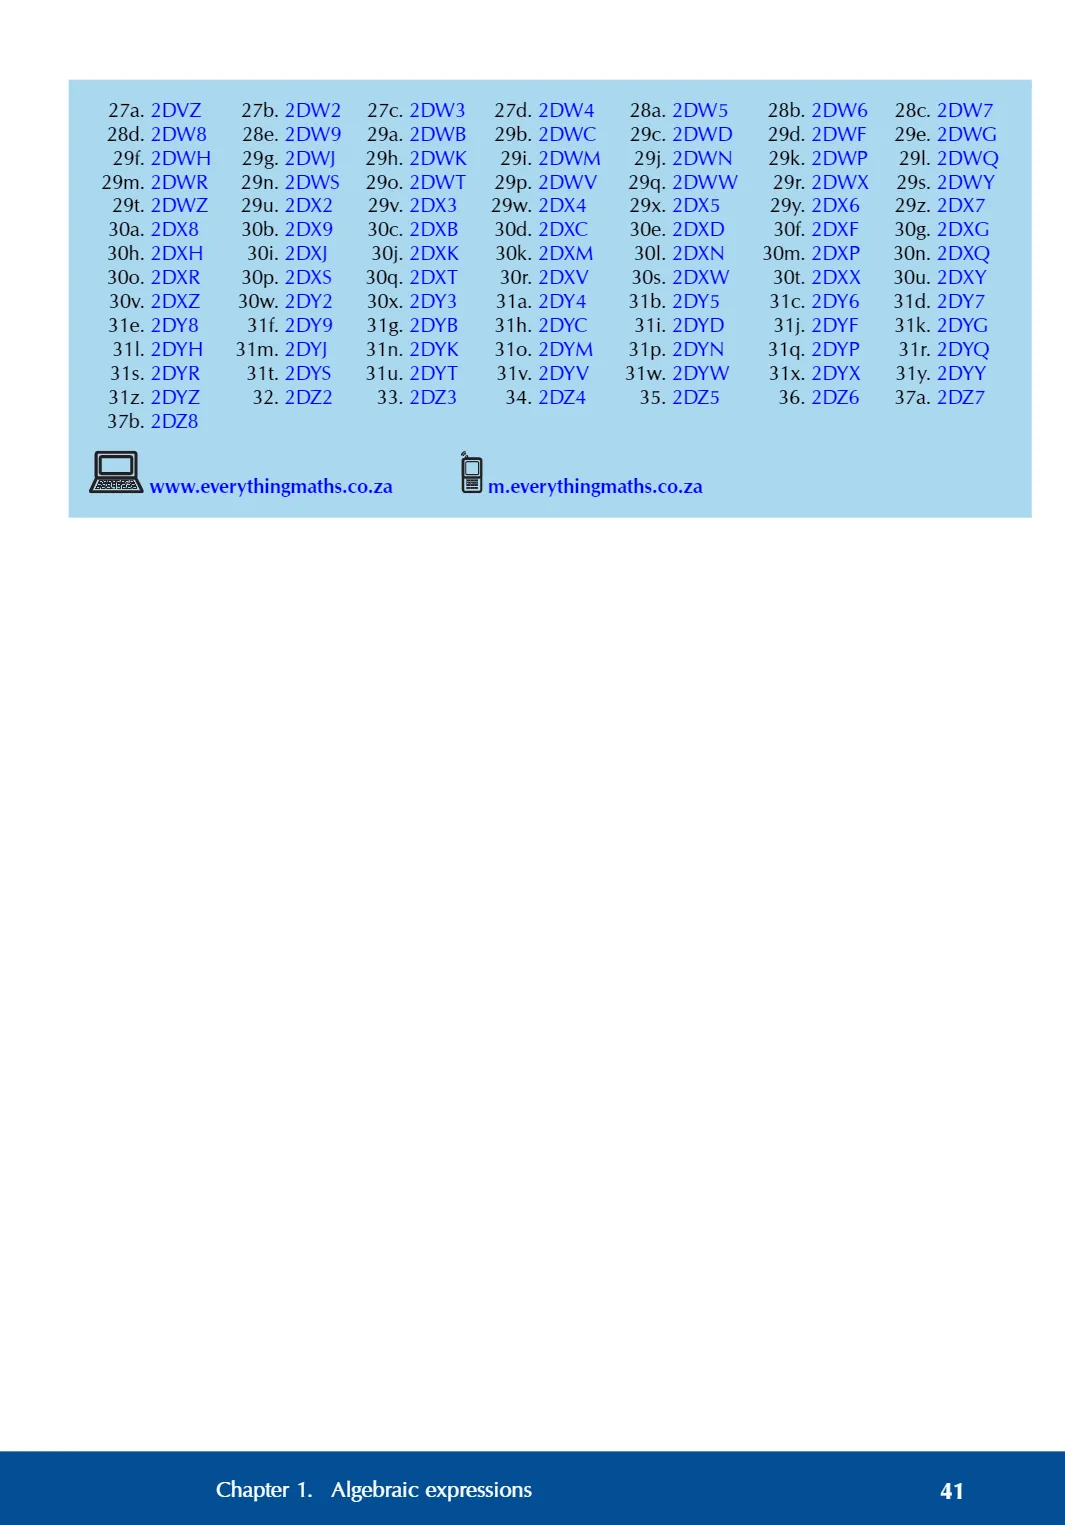 27a. 2DVZ 27b. 2DW2 27c. 2DW3 27d. 2DW4 28a. 2DW5 28b. 2DW6 28c. 2DW7
28d. 2DW8 28e. 2DW9 29a. 2DWB 29b. 2DWC 29c. 2DWD 29d. 2DWF 29e. 2DWG
29f. 2DWH 29g. 2DWJ 29h. 2DWK 29i. 2DWM 29j. 2DWN 29k. 2DWP 29l. 2DWQ
29m. 2DWR 29n. 2DWS 29o. 2DWT 29p. 2DWV 29q. 2DWW 29r. 2DWX 29s. 2DWY
29t. 2DWZ 29u. 2DX2 29v. 2DX3 29w. 2DX4 29x. 2DX5 29y. 2DX6 29z. 2DX7
30a. 2DX8 30b. 2DX9 30c. 2DXB 30d. 2DXC 30e. 2DXD 30f. 2DXF 30g. 2DXG
30h. 2DXH 30i. 2DXJ 30j. 2DXK 30k. 2DXM 30l. 2DXN 30m. 2DXP 30n. 2DXQ
30o. 2DXR 30p. 2DXS 30q. 2DXT 30r. 2DXV 30s. 2DXW 30t. 2DXX 30u. 2DXY
30v. 2DXZ 30w. 2DY2 30x. 2DY3 31a. 2DY4 31b. 2DY5 31c. 2DY6 31d. 2DY7
31e. 2DY8 31f. 2DY9 31g. 2DYB 31h. 2DYC 31i. 2DYD 31j. 2DYF 31k. 2DYG
31l. 2DYH 31m. 2DYJ 31n. 2DYK 31o. 2DYM 31p. 2DYN 31q. 2DYP 31r. 2DYQ
31s. 2DYR 31t. 2DYS 31u. 2DYT 31v. 2DYV 31w. 2DYW 31x. 2DYX 31y. 2DYY
31z. 2DYZ 32. 2DZ2 33. 2DZ3 34. 2DZ4 35. 2DZ5 36. 2DZ6 37a. 2DZ7
37b. 2DZ8
www.everythingmaths.co.za m.everythingmaths.co.za
Chapter 1. Algebraic expressions 41